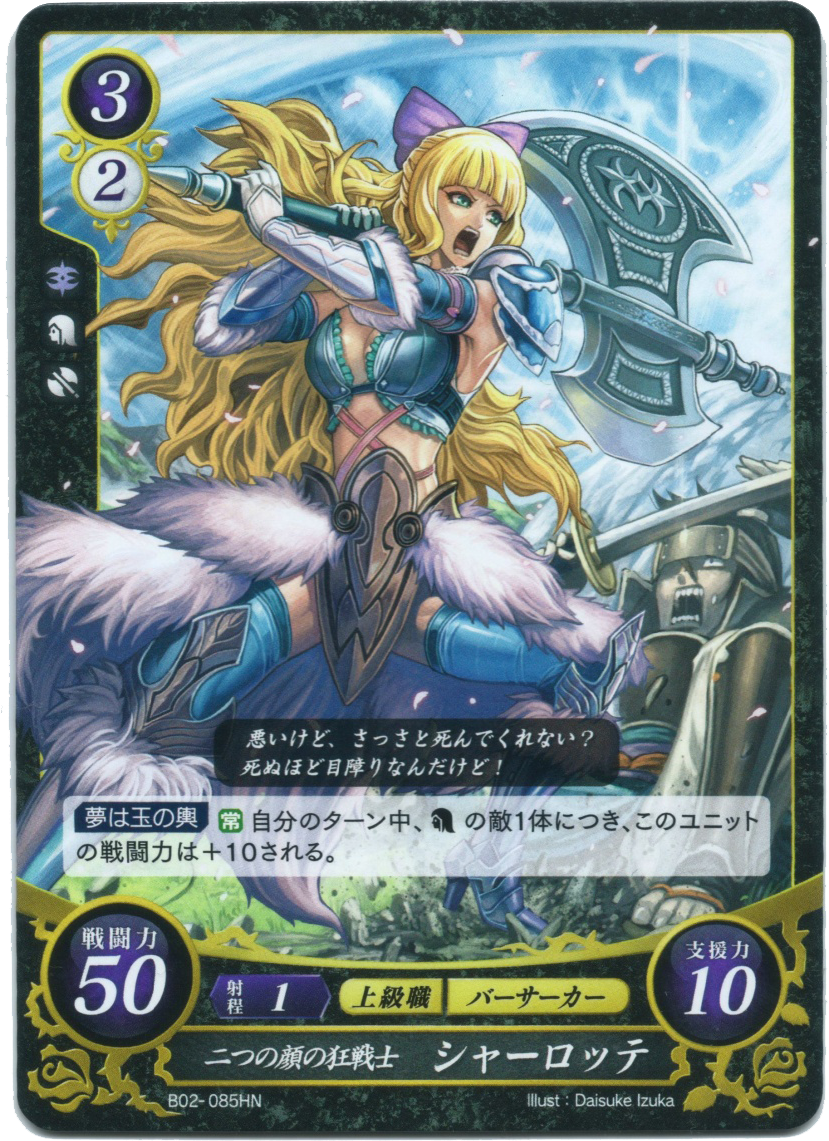 3
2
悪いけど、さっさと死んでくれない？
死ぬほど目障りなんだけど！
夢は玉の輿 常 自分のターン中、の敵1体につき、このユニット
の戦闘力は＋10される。
戦闘力
50
射程 1
上級職 バーサーカー
支援力
10
二つの顔の狂戦士 シャーロッテ
B02-085HN
Illust : Daisuke Izuka